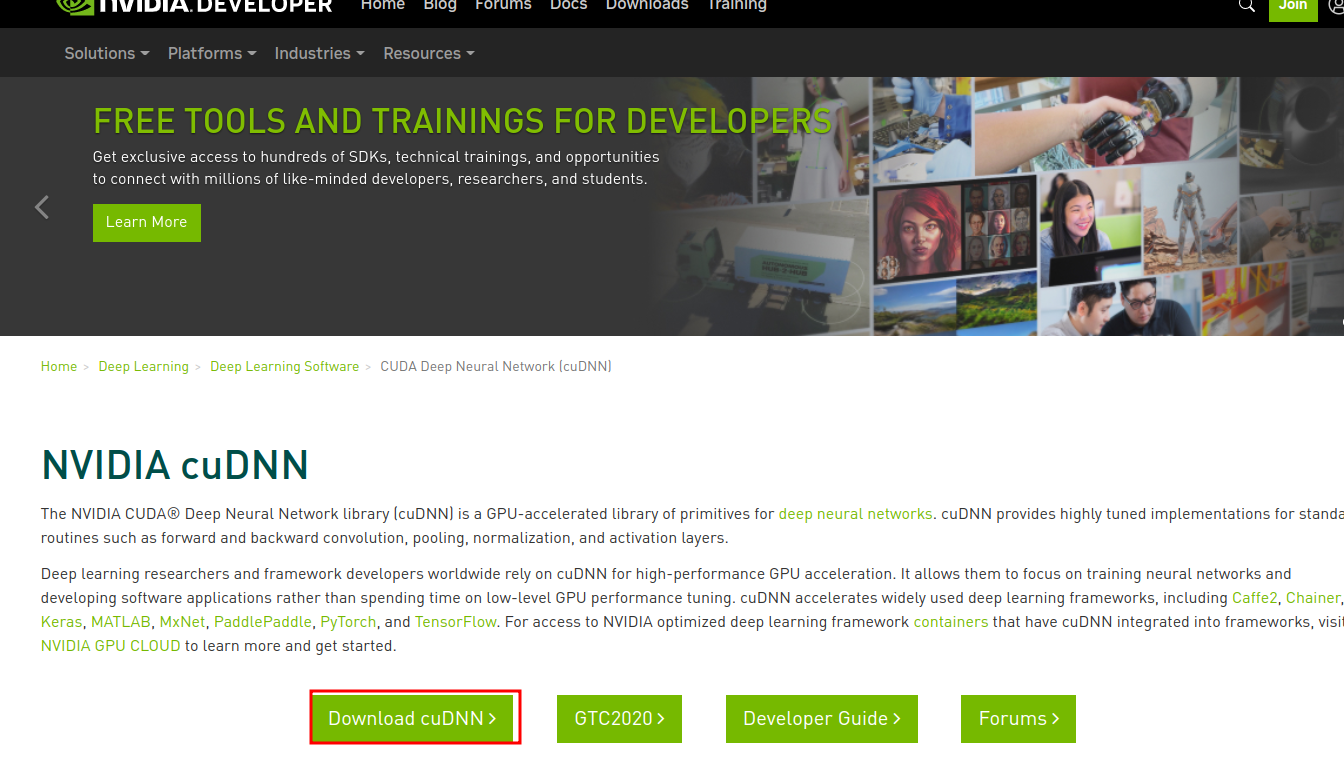 NVIDIA. DEVELOPER Home Blog Forums Docs Downloads Training Join
Solutions Platforms Industries Resources
FREE TOOLS AND TRAININGS FOR DEVELOPERS
Get exclusive access to hundreds of SDKs, technical trainings, and opportunities
to connect with millions of like-minded developers, researchers, and students.
Learn More
Home > Deep Learning > Deep Learning Software > CUDA Deep Neural Network (cuDNN)
NVIDIA cuDNN
The NVIDIA CUDA® Deep Neural Network library (cuDNN) is a GPU-accelerated library of primitives for deep neural networks. cuDNN provides highly tuned implementations for standa
routines such as forward and backward convolution, pooling, normalization, and activation layers.
Deep learning researchers and framework developers worldwide rely on cuDNN for high-performance GPU acceleration. It allows them to focus on training neural networks and
developing software applications rather than spending time on low-level GPU performance tuning. cuDNN accelerates widely used deep learning frameworks, including Caffe2, Chainer,
Keras, MATLAB, MxNet, PaddlePaddle, PyTorch, and TensorFlow. For access to NVIDIA optimized deep learning framework containers that have cuDNN integrated into frameworks, visit
NVIDIA GPU CLOUD to learn more and get started.
Download cuDNN > GTC2020 > Developer Guide > Forums >